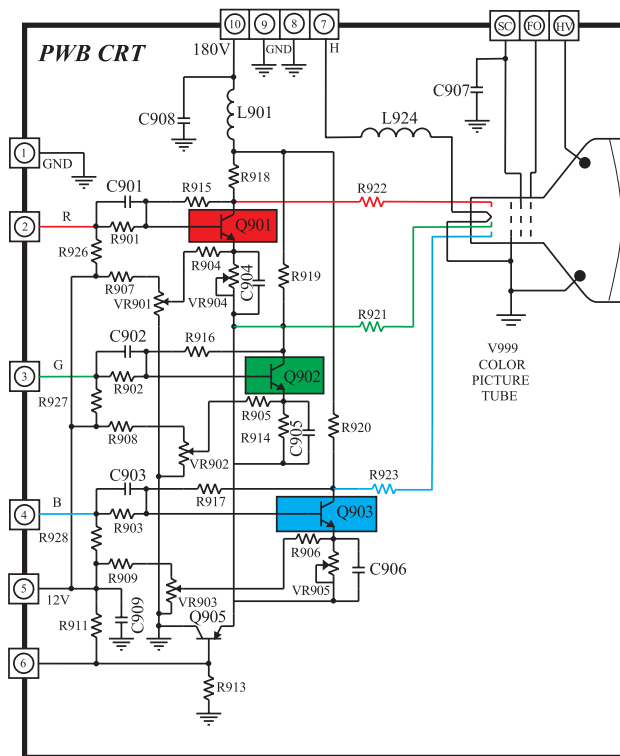 10 9 8 7 SC FO HV
PWB CRT
180V GND H
C908
L901
C907
L924
1
GND
R918
C901 R915 R922
2 R
R901 Q901
R926
R904
R907
C904
VR901
VR904
R919
R921
C902 R916
3 G
R902 Q902
R927
R905
R908
R914
C905
VR902
R920
V999
COLOR
PICTURE
TUBE
C903 R917 R923
4 B
R903 Q903
R928
R906
R909
C906
VR903
VR905
5
12V
C909
Q905
R911
6
R913